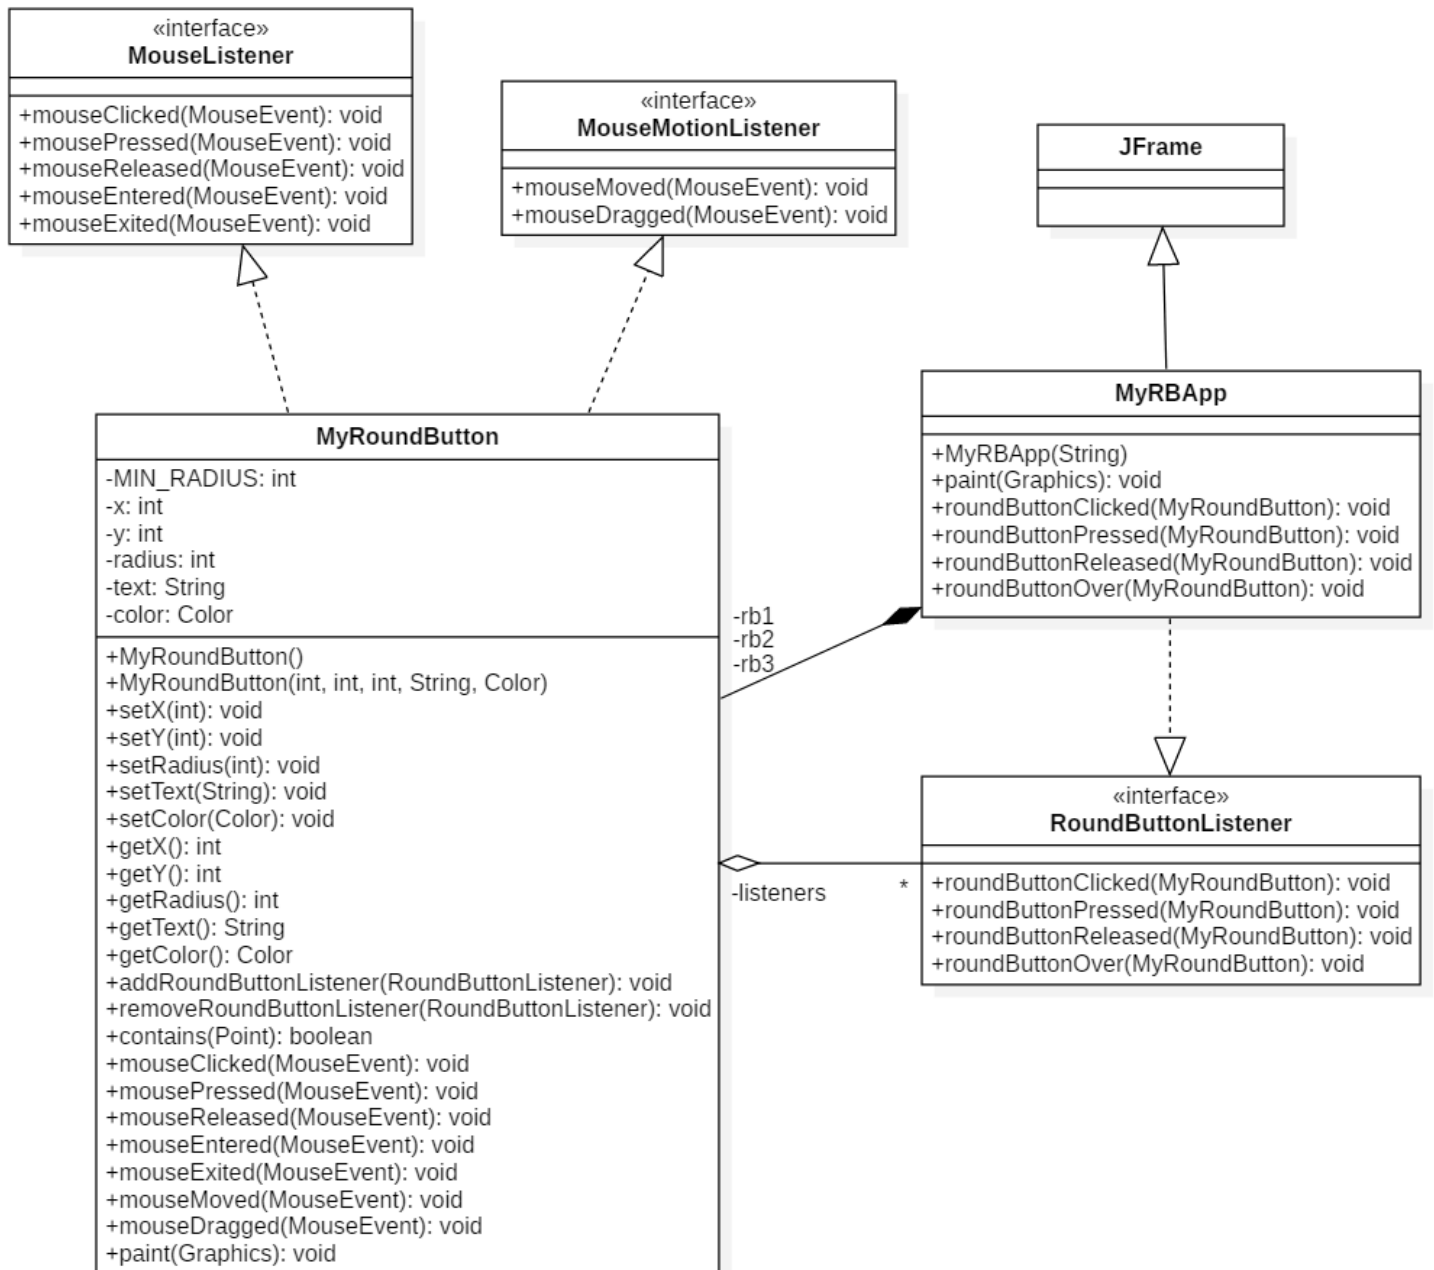 «interface»
MouseListener
+mouseClicked(MouseEvent): void
+mousePressed(MouseEvent): void
+mouseReleased(MouseEvent): void
+mouseEntered(MouseEvent): void
+mouseExited(MouseEvent): void
«interface»
MouseMotionListener
+mouseMoved(MouseEvent): void
+mouseDragged(MouseEvent): void
JFrame
MyRBApp
+MyRBApp(String)
+paint(Graphics): void
+roundButtonClicked(MyRoundButton): void
+roundButtonPressed(MyRoundButton): void
+roundButtonReleased(MyRoundButton): void
+roundButtonOver(MyRoundButton): void
MyRoundButton
-MIN_RADIUS: int
-x: int
-y: int
-radius: int
-text: String
-color: Color
+MyRoundButton()
+MyRoundButton(int, int, int, String, Color)
+setX(int): void
+setY(int): void
+setRadius(int): void
+setText(String): void
+setColor(Color): void
+getX(): int
+getY(): int
+getRadius(): int
+getText(): String
+getColor(): Color
+addRoundButtonListener(RoundButtonListener): void
+removeRoundButtonListener(RoundButtonListener): void
+contains(Point): boolean
+mouseClicked(MouseEvent): void
+mousePressed(MouseEvent): void
+mouseReleased(MouseEvent): void
+mouseEntered(MouseEvent): void
+mouseExited(MouseEvent): void
+mouseMoved(MouseEvent): void
+mouseDragged(MouseEvent): void
+paint(Graphics): void
-rb1
-rb2
-rb3
-listeners
*
«interface»
RoundButtonListener
+roundButtonClicked(MyRoundButton): void
+roundButtonPressed(MyRoundButton): void
+roundButtonReleased(MyRoundButton): void
+roundButtonOver(MyRoundButton): void